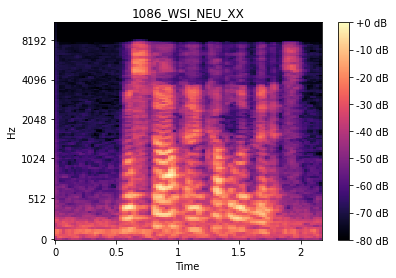 1086_WSI_NEU_XX
Hz
8192
4096
2048
1024
512
0
0
0.5
1
1.5
2
Time
+0 dB
-10 dB
-20 dB
-30 dB
-40 dB
-50 dB
-60 dB
-70 dB
-80 dB